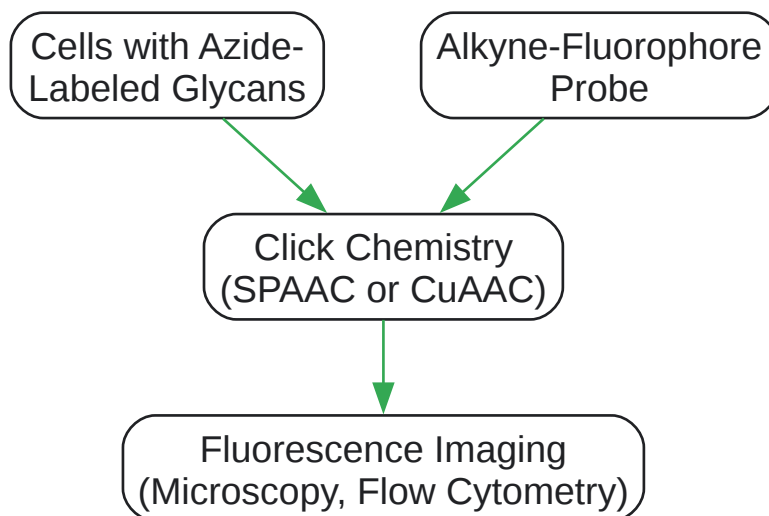 Cells with Azide-
Labeled Glycans
Alkyne-Fluorophore
Probe
Click Chemistry
(SPAAC or CuAAC)
Fluorescence Imaging
(Microscopy, Flow Cytometry)